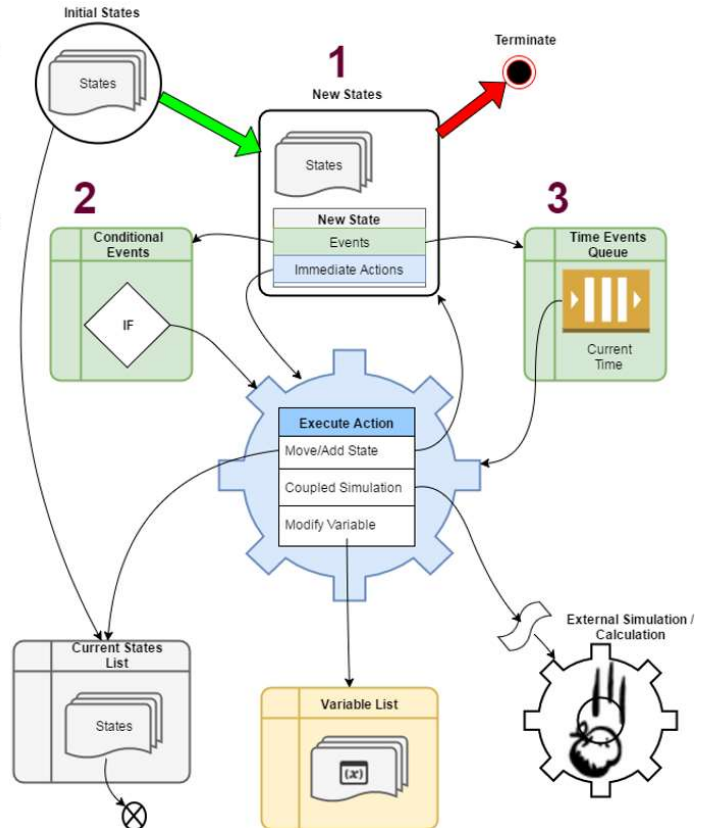 Initial States
States
1
New States
Terminate
States
New State
Events
Immediate Actions
2
Conditional
Events
IF
3
Time Events
Queue
Current
Time
Execute Action
Move/Add State
Coupled Simulation
Modify Variable
Current States
List
States
Variable List
(x)
External Simulation /
Calculation